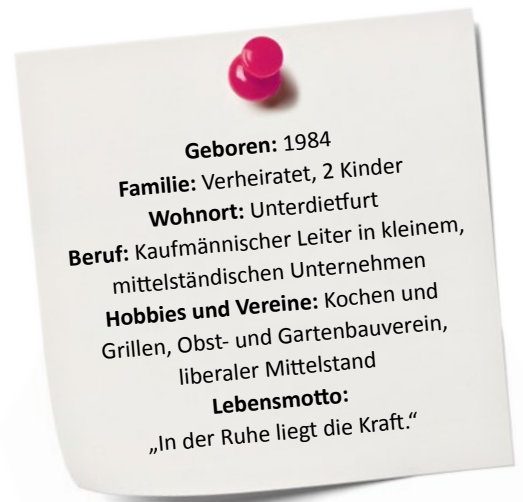 Geboren: 1984
Familie: Verheiratet, 2 Kinder
Wohnort: Unterdietfurt
Beruf: Kaufmännischer Leiter in kleinem,
mittelständischen Unternehmen
Hobbies und Vereine: Kochen und
Grillen, Obst- und Gartenbauverein,
liberaler Mittelstand
Lebensmotto:
„In der Ruhe liegt die Kraft.“